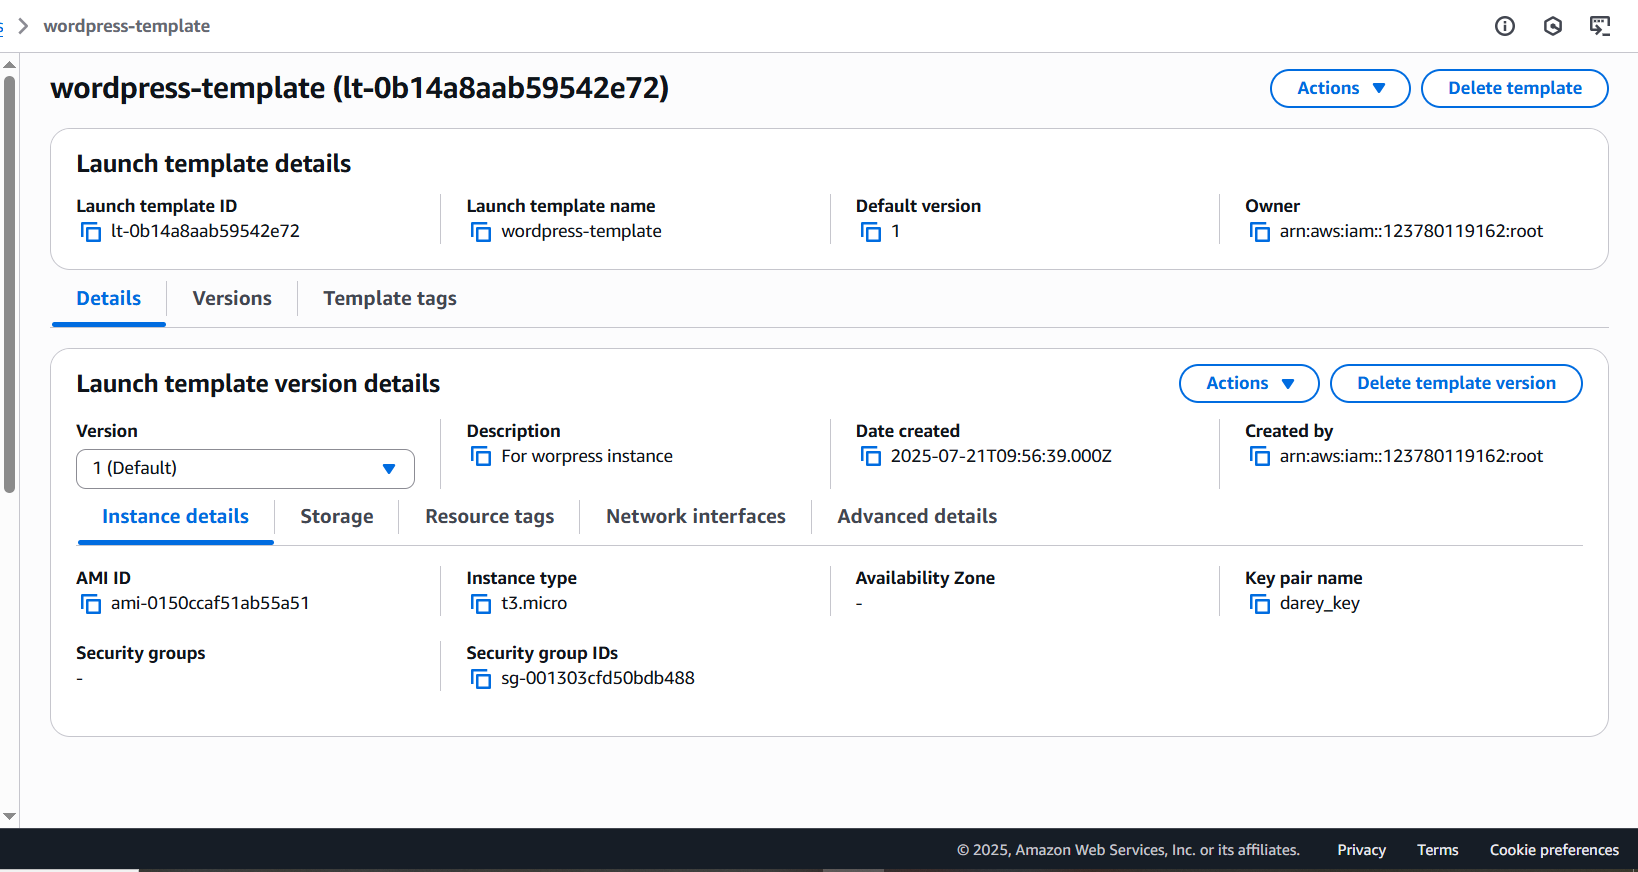 wordpress-template
wordpress-template (lt-0b14a8aab59542e72)
Actions
Delete template
Launch template details
Launch template ID
lt-0b14a8aab59542e72
Launch template name
wordpress-template
Default version
1
Owner
arn:aws:iam::123780119162:root
Details
Versions
Template tags
Launch template version details
Actions
Delete template version
Version
1 (Default)
Description
For worpress instance
Date created
2025-07-21T09:56:39.000Z
Created by
arn:aws:iam::123780119162:root
Instance details
Storage
Resource tags
Network interfaces
Advanced details
AMI ID
ami-0150ccaf51ab55a51
Instance type
t3.micro
Availability Zone
-
Key pair name
darey_key
Security groups
-
Security group IDs
sg-001303cfd50bdb488
© 2025, Amazon Web Services, Inc. or its affiliates.
Privacy
Terms
Cookie preferences